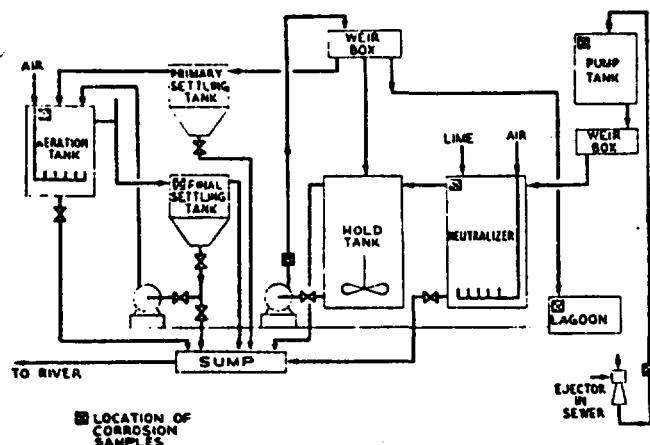 WEIR
BOX
PUMP
TANK
AIR
PRIMARY
SETTLING
TANK
AERATION
TANK
LIME
AIR
WEIR
BOX
FINAL
SETTLING
TANK
HOLD
TANK
NEUTRALIZER
LAGOON
SUMP
TO RIVER
EJECTOR
IN
SEWER
LOCATION OF
CORROSION
SAMPLES